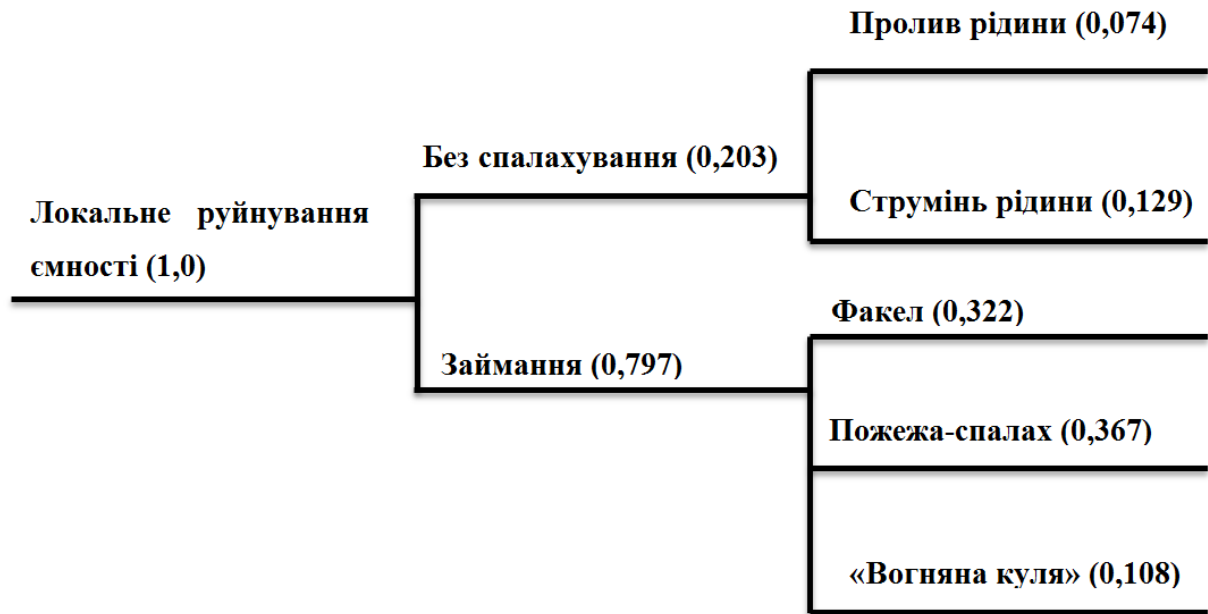 Пролив рідини (0,074)
Без спалахування (0,203)
Струмінь рідини (0,129)
Локальне руйнування
ємності (1,0)
Факел (0,322)
Займання (0,797)
Пожежа-спалах (0,367)
«Вогняна куля» (0,108)